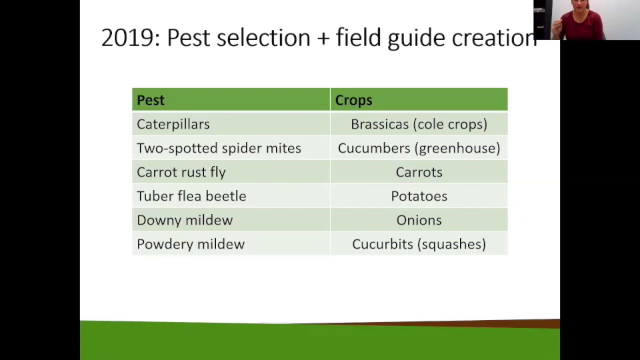 2019: Pest selection + field guide creation
Pest Crops
Caterpillars Brassicas (cole crops)
Two-spotted spider mites Cucumbers (greenhouse)
Carrot rust fly Carrots
Tuber flea beetle Potatoes
Downy mildew Onions
Powdery mildew Cucurbits (squashes)